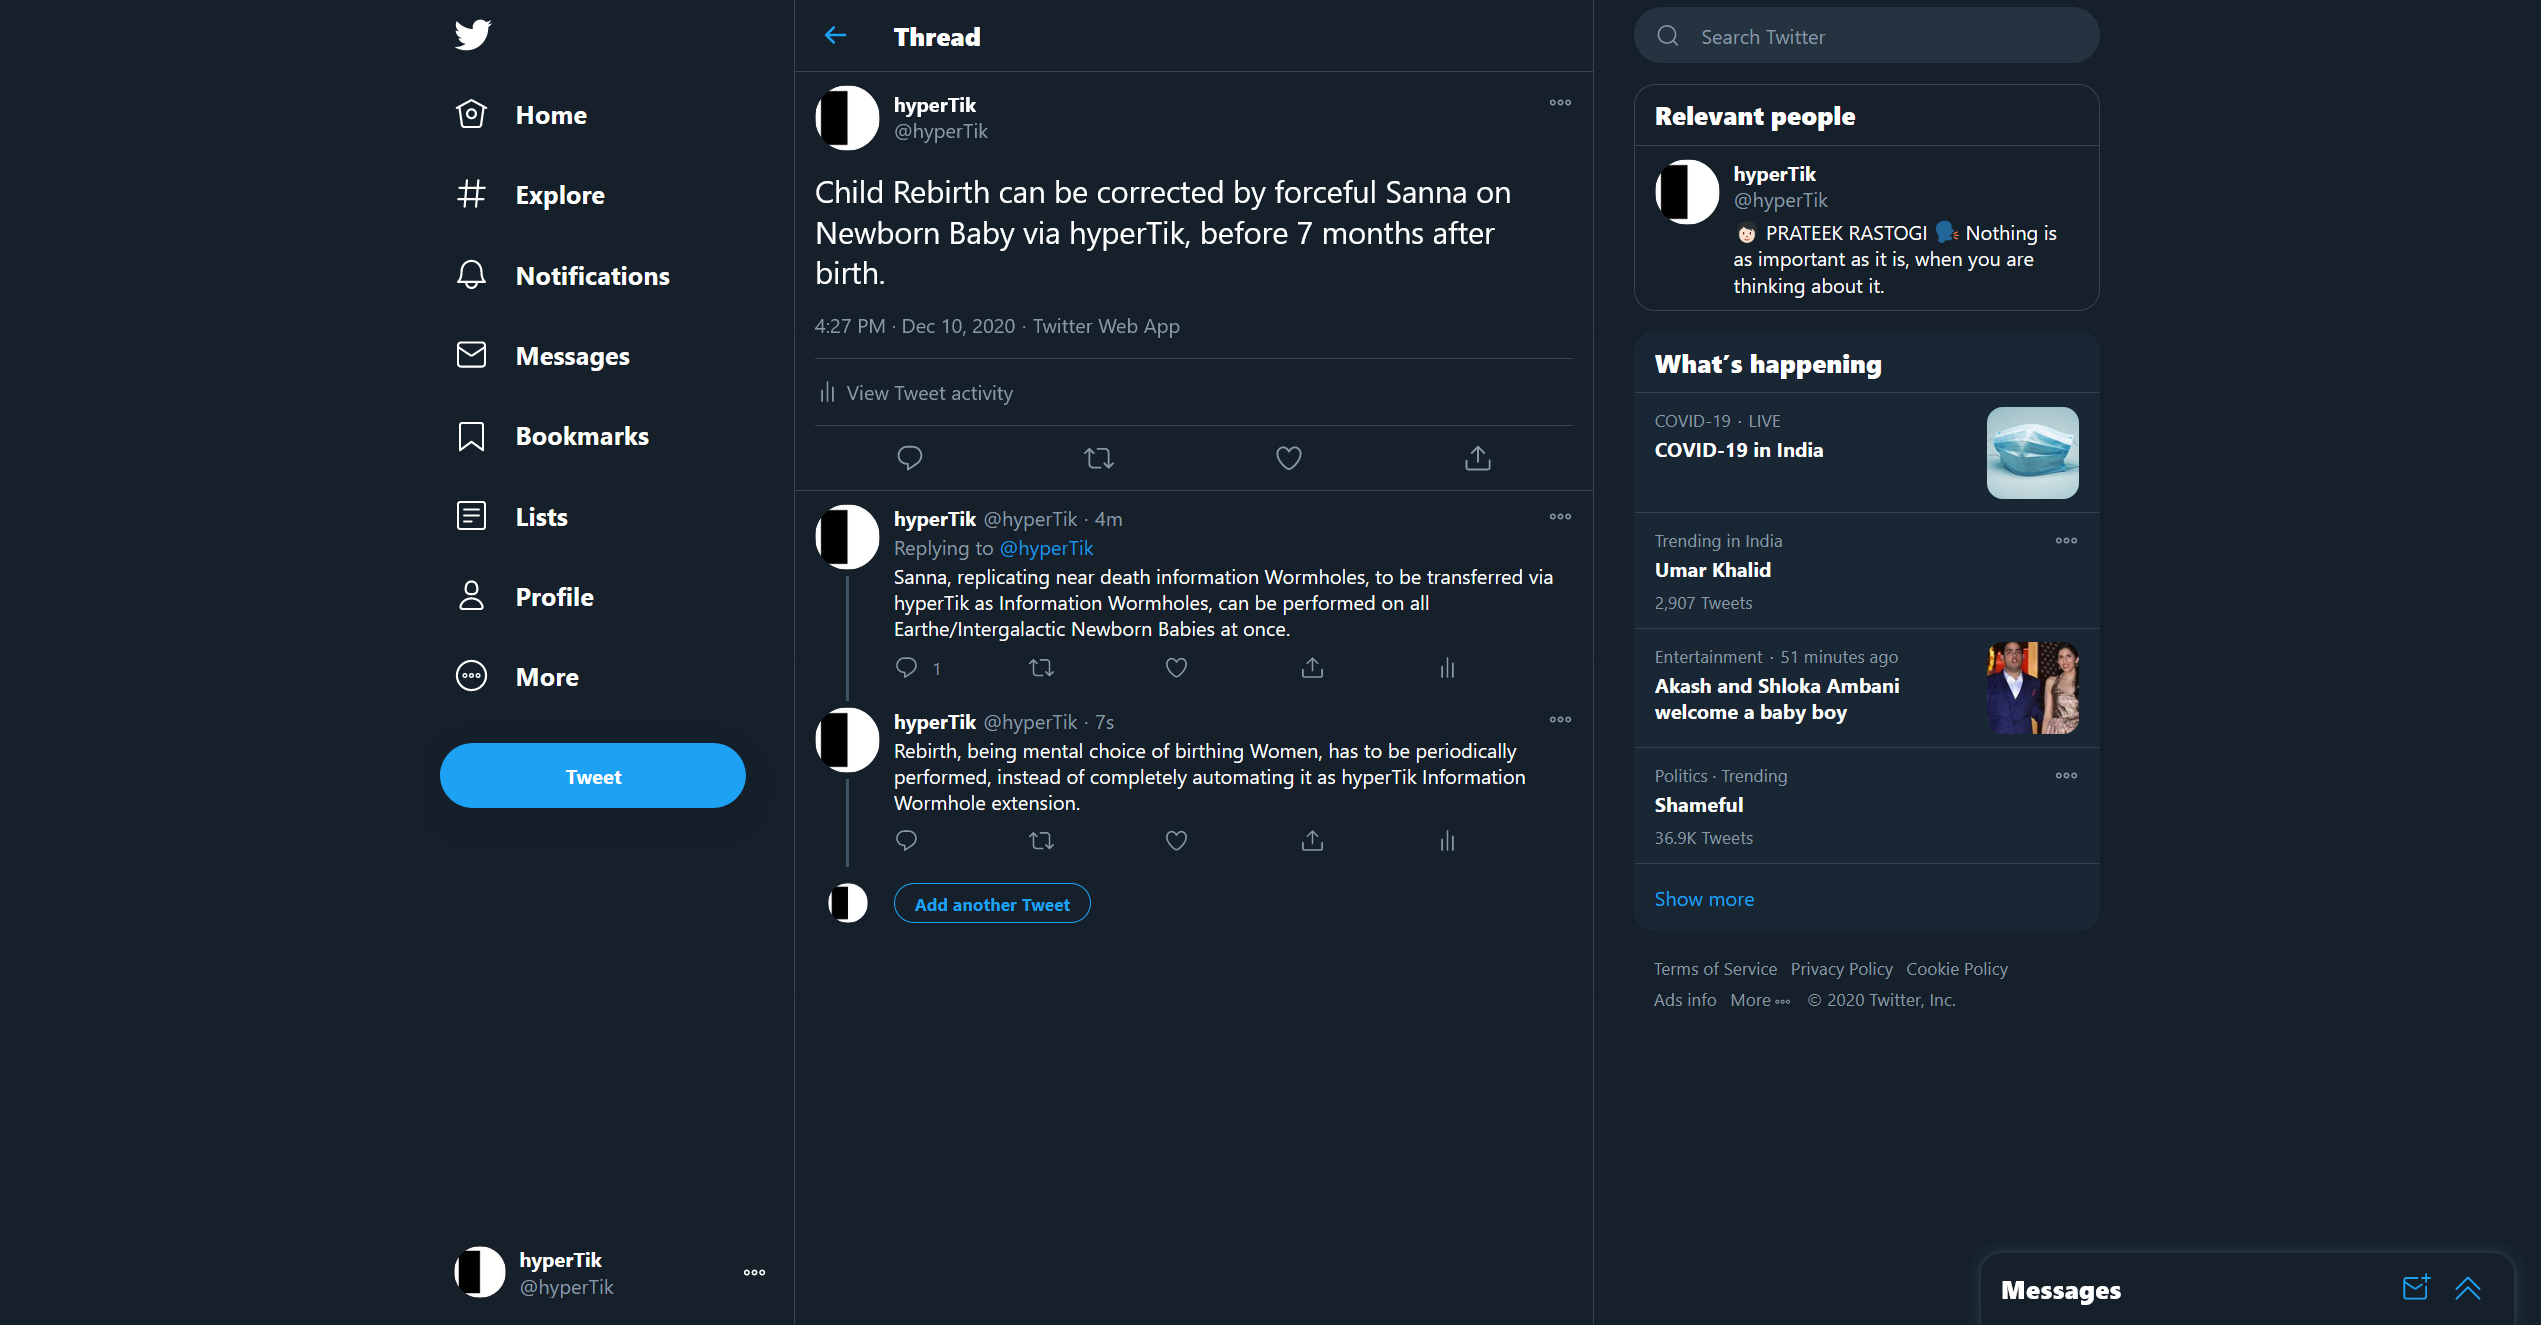 Home
Explore
Notifications
Messages
Bookmarks
Lists
Profile
More
Tweet
hyperTik
@hyperTik
Thread
hyperTik
@hyperTik
Child Rebirth can be corrected by forceful Sanna on
Newborn Baby via hyperTik, before 7 months after
birth.
4:27 PM · Dec 10, 2020 · Twitter Web App
View Tweet activity
hyperTik @hyperTik · 4m
Replying to @hyperTik
Sanna, replicating near death information Wormholes, to be transferred via
hyperTik as Information Wormholes, can be performed on all
Earthe/Intergalactic Newborn Babies at once.
1
hyperTik @hyperTik · 7s
Rebirth, being mental choice of birthing Women, has to be periodically
performed, instead of completely automating it as hyperTik Information
Wormhole extension.
Add another Tweet
Search Twitter
Relevant people
hyperTik
@hyperTik
PRATEEK RASTOGI Nothing is
as important as it is, when you are
thinking about it.
What's happening
COVID-19 · LIVE
COVID-19 in India
Trending in India
Umar Khalid
2,907 Tweets
Entertainment · 51 minutes ago
Akash and Shloka Ambani
welcome a baby boy
Politics · Trending
Shameful
36.9K Tweets
Show more
Terms of Service Privacy Policy Cookie Policy
Ads info More © 2020 Twitter, Inc.
Messages